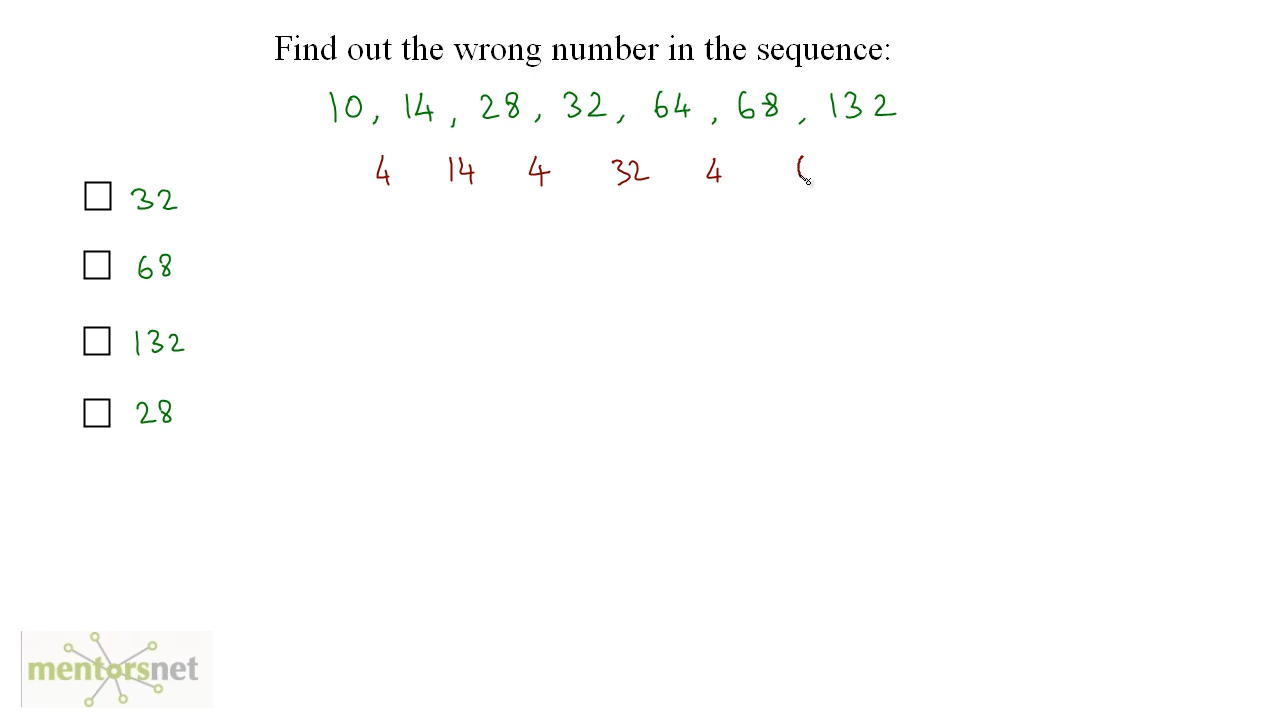 Find out the wrong number in the sequence:
10, 14, 28, 32, 64, 68, 132
4 14 4 32 4
32
68
132
28
mentorsnet